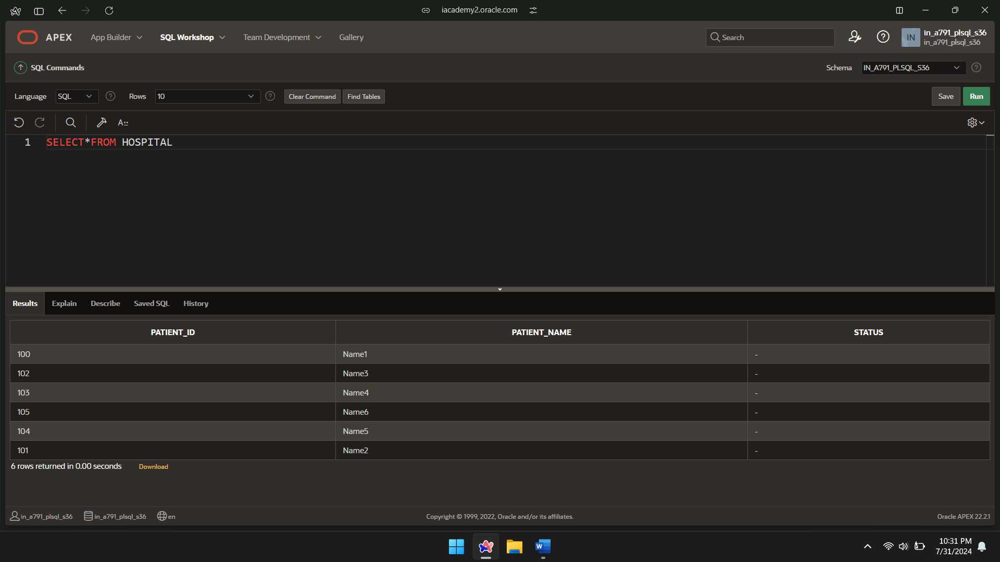 iacademy2.oracle.com
APEX App Builder SQL Workshop Team Development Gallery Search IN in_a791_plsql_s36
in_a791_plsql_s36
SQL Commands Schema IN_A791_PLSQL_S36
Language SQL Rows 10 Clear Command Find Tables Save Run
A
1 SELECT*FROM HOSPITAL
Results Explain Describe Saved SQL History
PATIENT_ID PATIENT_NAME STATUS
100 Name1 -
102 Name3 -
103 Name4 -
105 Name6 -
104 Name5 -
101 Name2 -
6 rows returned in 0.00 seconds Download
in_a791_plsql_s36 in_a791_plsql_s36 en Copyright © 1999, 2022, Oracle and/or its affiliates. Oracle APEX 22.2.1
W 10:31 PM
7/31/2024